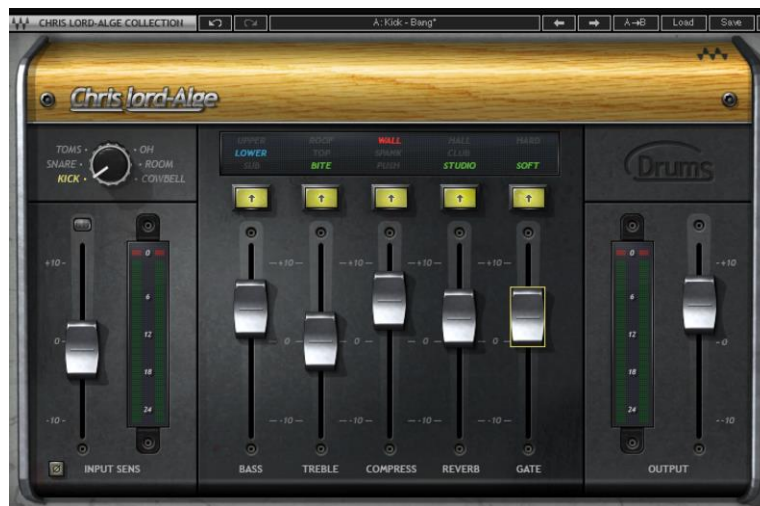 CHRIS LORD-ALGE COLLECTION A: Kick - Bang* A→B Load Save
Chris Lord-Alge
TOMS OH
SNARE ROOM
KICK COWBELL
UPPER ROOF WALL HALL HARD
LOWER TOP SPANK CLUB
SUB BITE PUSH STUDIO SOFT
Drums
+10 +10 +10 +10 +10 +10
0 0 0 0 0 0
-10 -10 -10 -10 -10 -10
0 6 12 18 24
0 6 12 18 24
INPUT SENS BASS TREBLE COMPRESS REVERB GATE OUTPUT